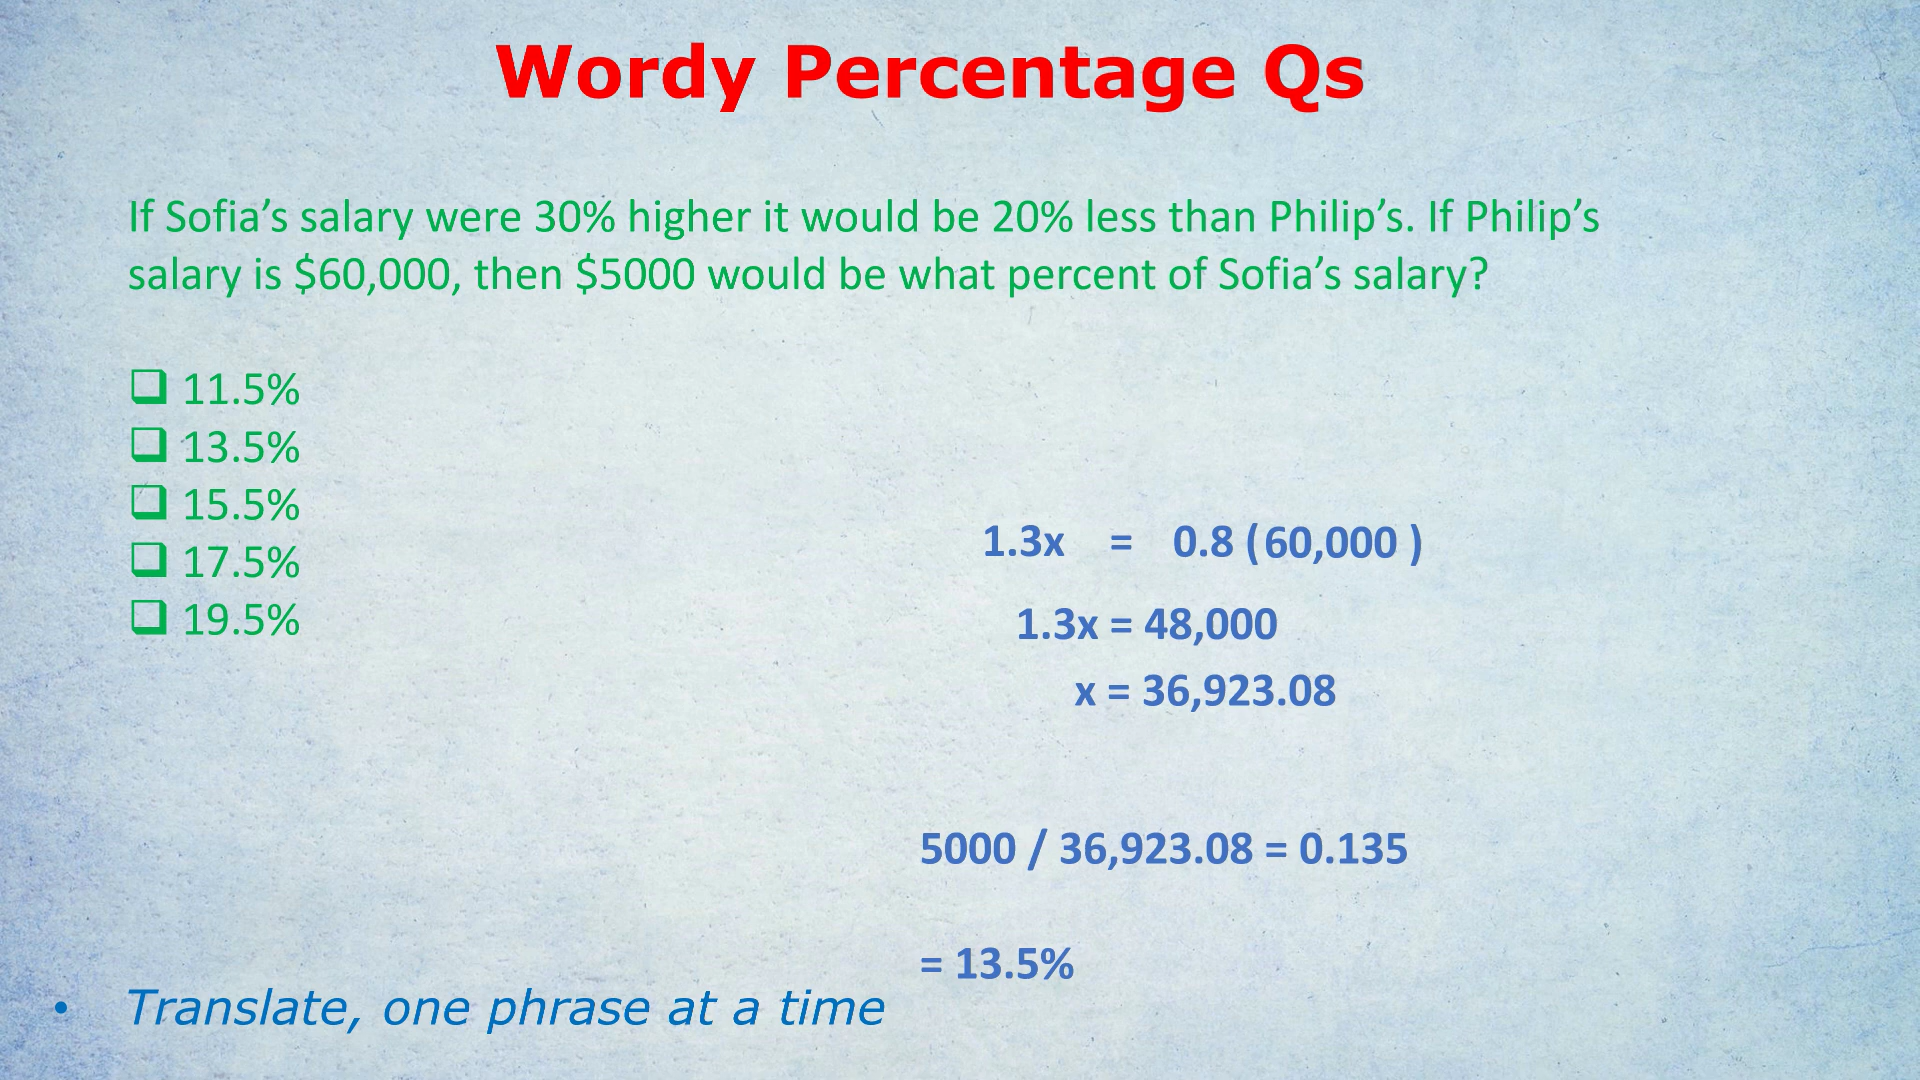 Wordy Percentage Qs
If Sofia’s salary were 30% higher it would be 20% less than Philip’s. If Philip’s
salary is $60,000, then $5000 would be what percent of Sofia’s salary?
❑ 11.5%
❑ 13.5%
❑ 15.5%
❑ 17.5%
❑ 19.5%
1.3x = 0.8 (60,000 )
1.3x = 48,000
x = 36,923.08
5000 / 36,923.08 = 0.135
= 13.5%
• Translate, one phrase at a time